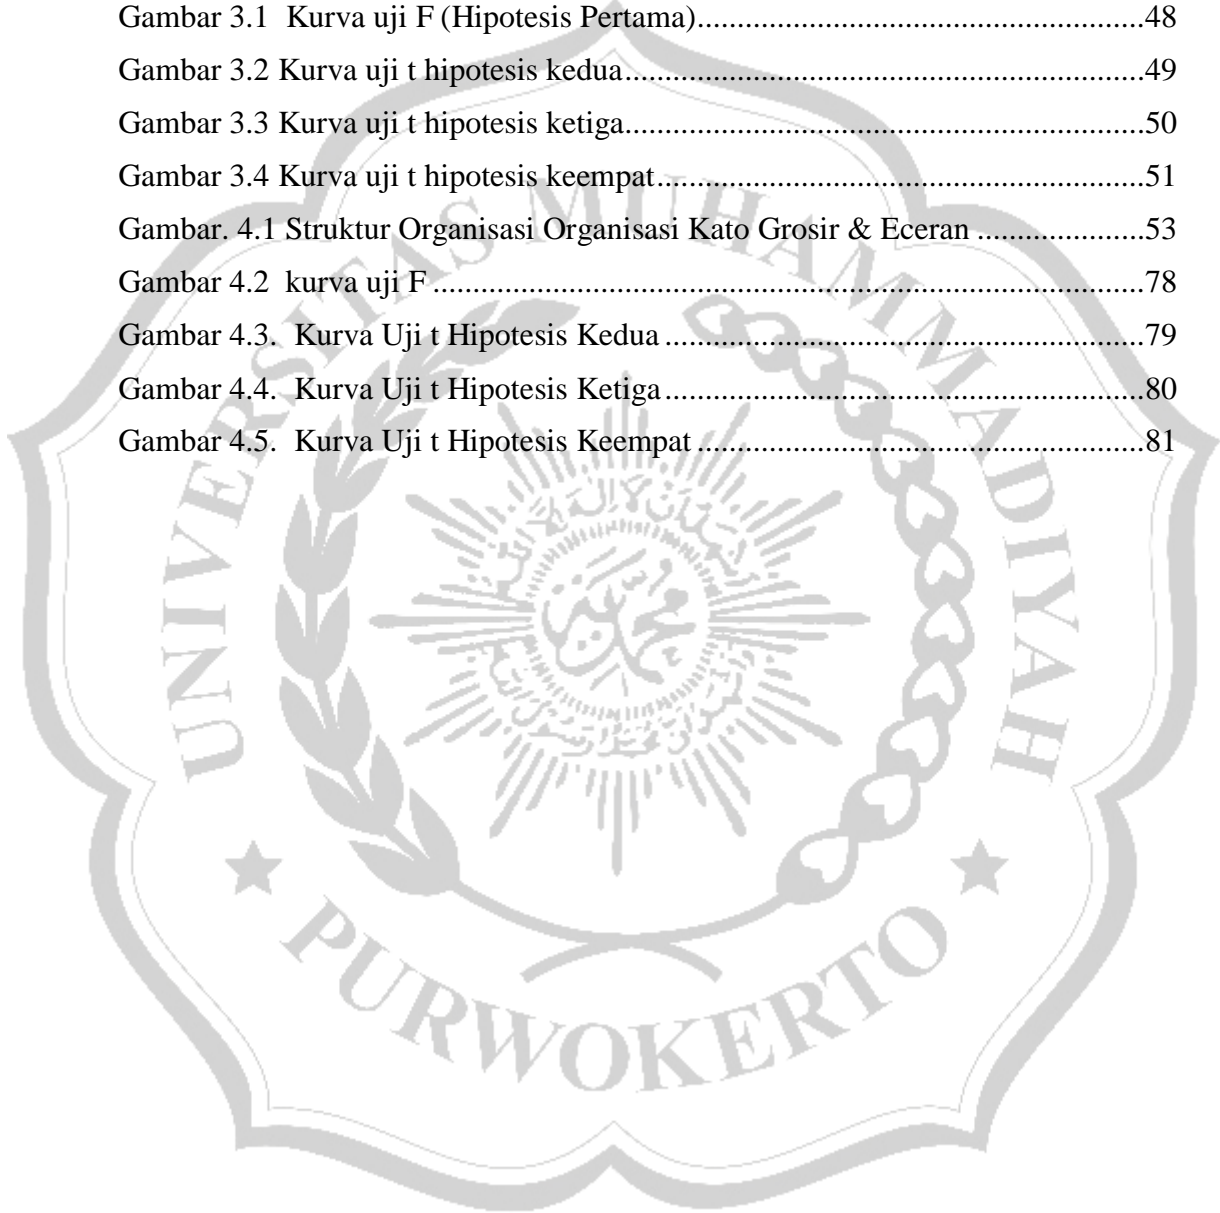 Gambar 3.1  Kurva uji F (Hipotesis Pertama)........................................................48
Gambar 3.2 Kurva uji t hipotesis kedua.................................................................49
Gambar 3.3 Kurva uji t hipotesis ketiga.................................................................50
Gambar 3.4 Kurva uji t hipotesis keempat.............................................................51
Gambar. 4.1 Struktur Organisasi Organisasi Kato Grosir & Eceran .....................53
Gambar 4.2  kurva uji F.........................................................................................78
Gambar 4.3.  Kurva Uji t Hipotesis Kedua............................................................79
Gambar 4.4.  Kurva Uji t Hipotesis Ketiga............................................................80
Gambar 4.5.  Kurva Uji t Hipotesis Keempat........................................................81
UNIVERSITAS MUHAMMADIYAH
PURWOKERTO